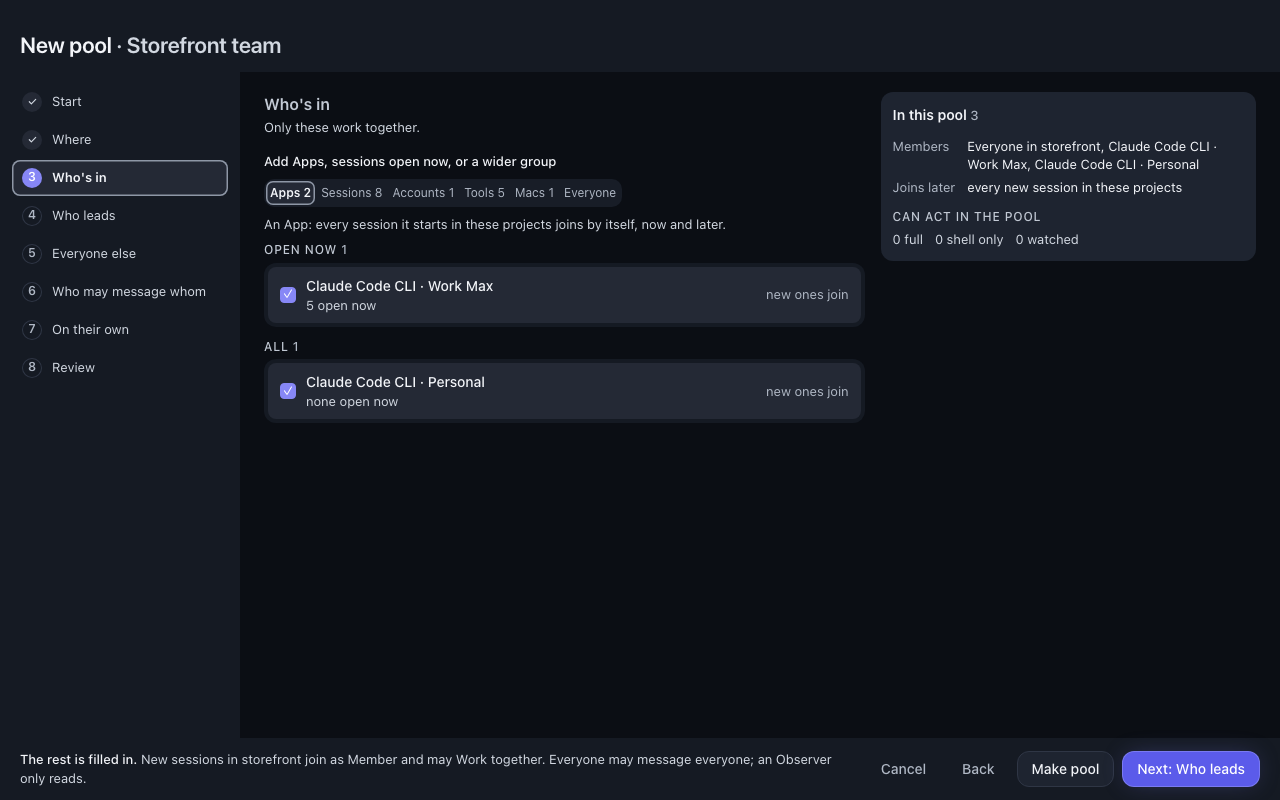 New pool · Storefront team
Start
Where
3 Who's in
4 Who leads
5 Everyone else
6 Who may message whom
7 On their own
8 Review
Who's in
Only these work together.
Add Apps, sessions open now, or a wider group
Apps 2 Sessions 8 Accounts 1 Tools 5 Macs 1 Everyone
An App: every session it starts in these projects joins by itself, now and later.
OPEN NOW 1
Claude Code CLI · Work Max
5 open now
new ones join
ALL 1
Claude Code CLI · Personal
none open now
new ones join
In this pool 3
Members Everyone in storefront, Claude Code CLI ·
Work Max, Claude Code CLI · Personal
Joins later every new session in these projects
CAN ACT IN THE POOL
0 full 0 shell only 0 watched
The rest is filled in. New sessions in storefront join as Member and may Work together. Everyone may message everyone; an Observer
only reads.
Cancel Back Make pool Next: Who leads